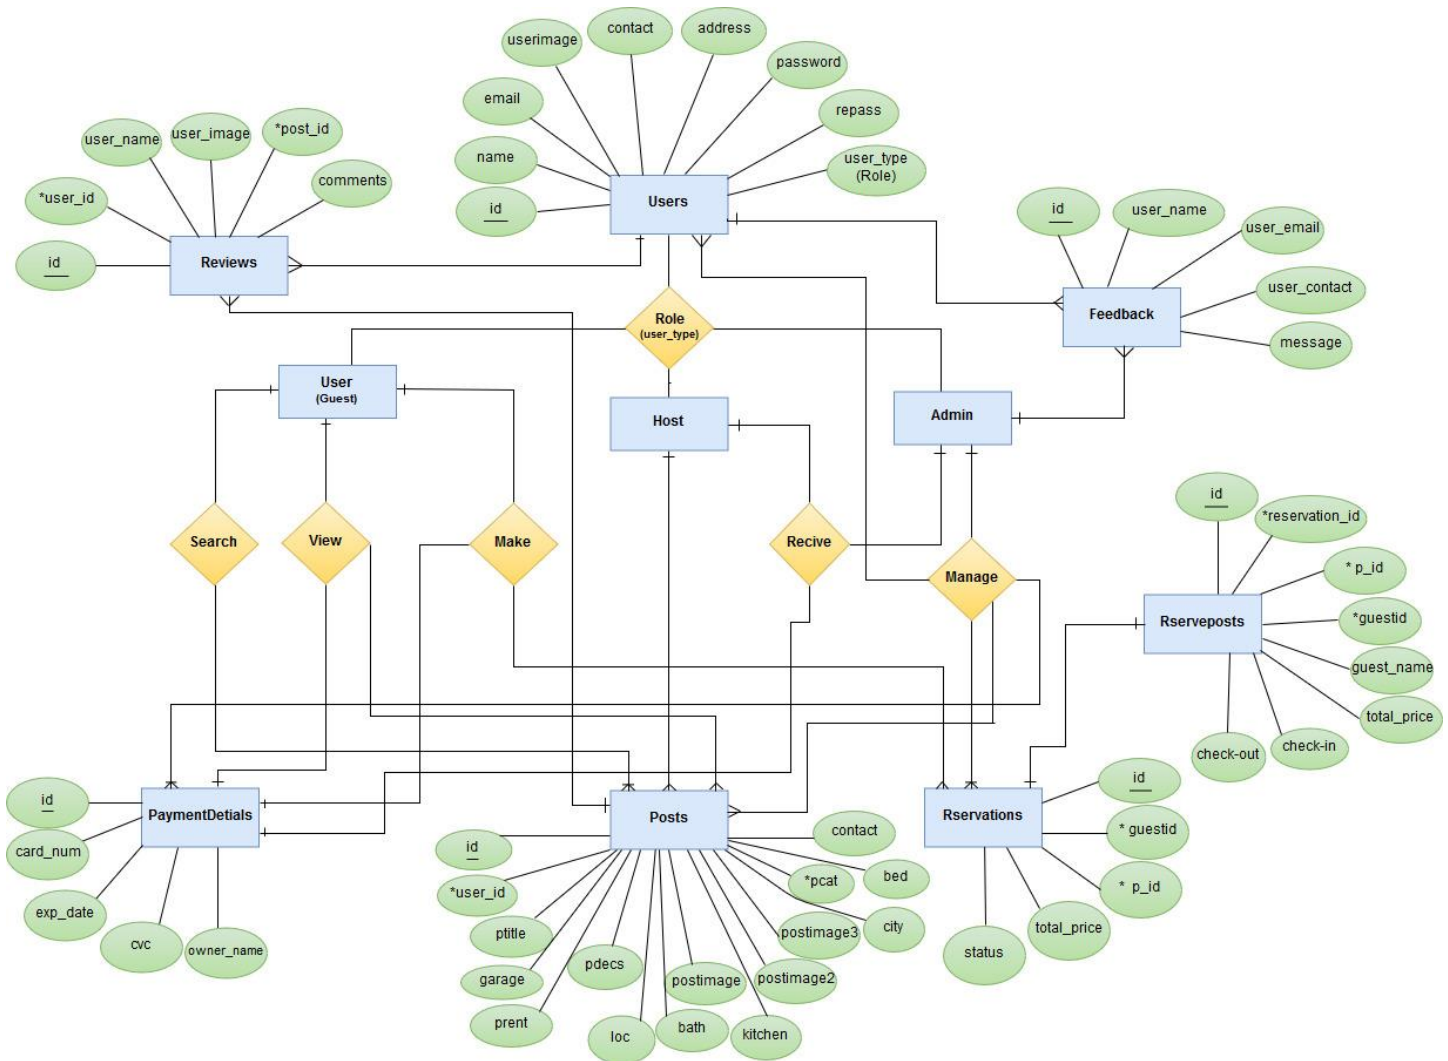 userimage
contact
address
password
email
repass
name
user_type
(Role)
id
Users
user_name
user_image
*post_id
comments
*user_id
id
Reviews
id
user_name
user_email
user_contact
message
Feedback
Role
(user_type)
User
(Guest)
Host
Admin
Search
View
Make
Recive
Manage
id
*reservation_id
* p_id
*guestid
guest_name
total_price
check-in
check-out
Rserveposts
id
card_num
exp_date
cvc
owner_name
PaymentDetials
Posts
id
*user_id
ptitle
garage
prent
pdecs
loc
bath
postimage
kitchen
postimage2
postimage3
city
*pcat
bed
contact
Rservations
id
* guestid
* p_id
total_price
status